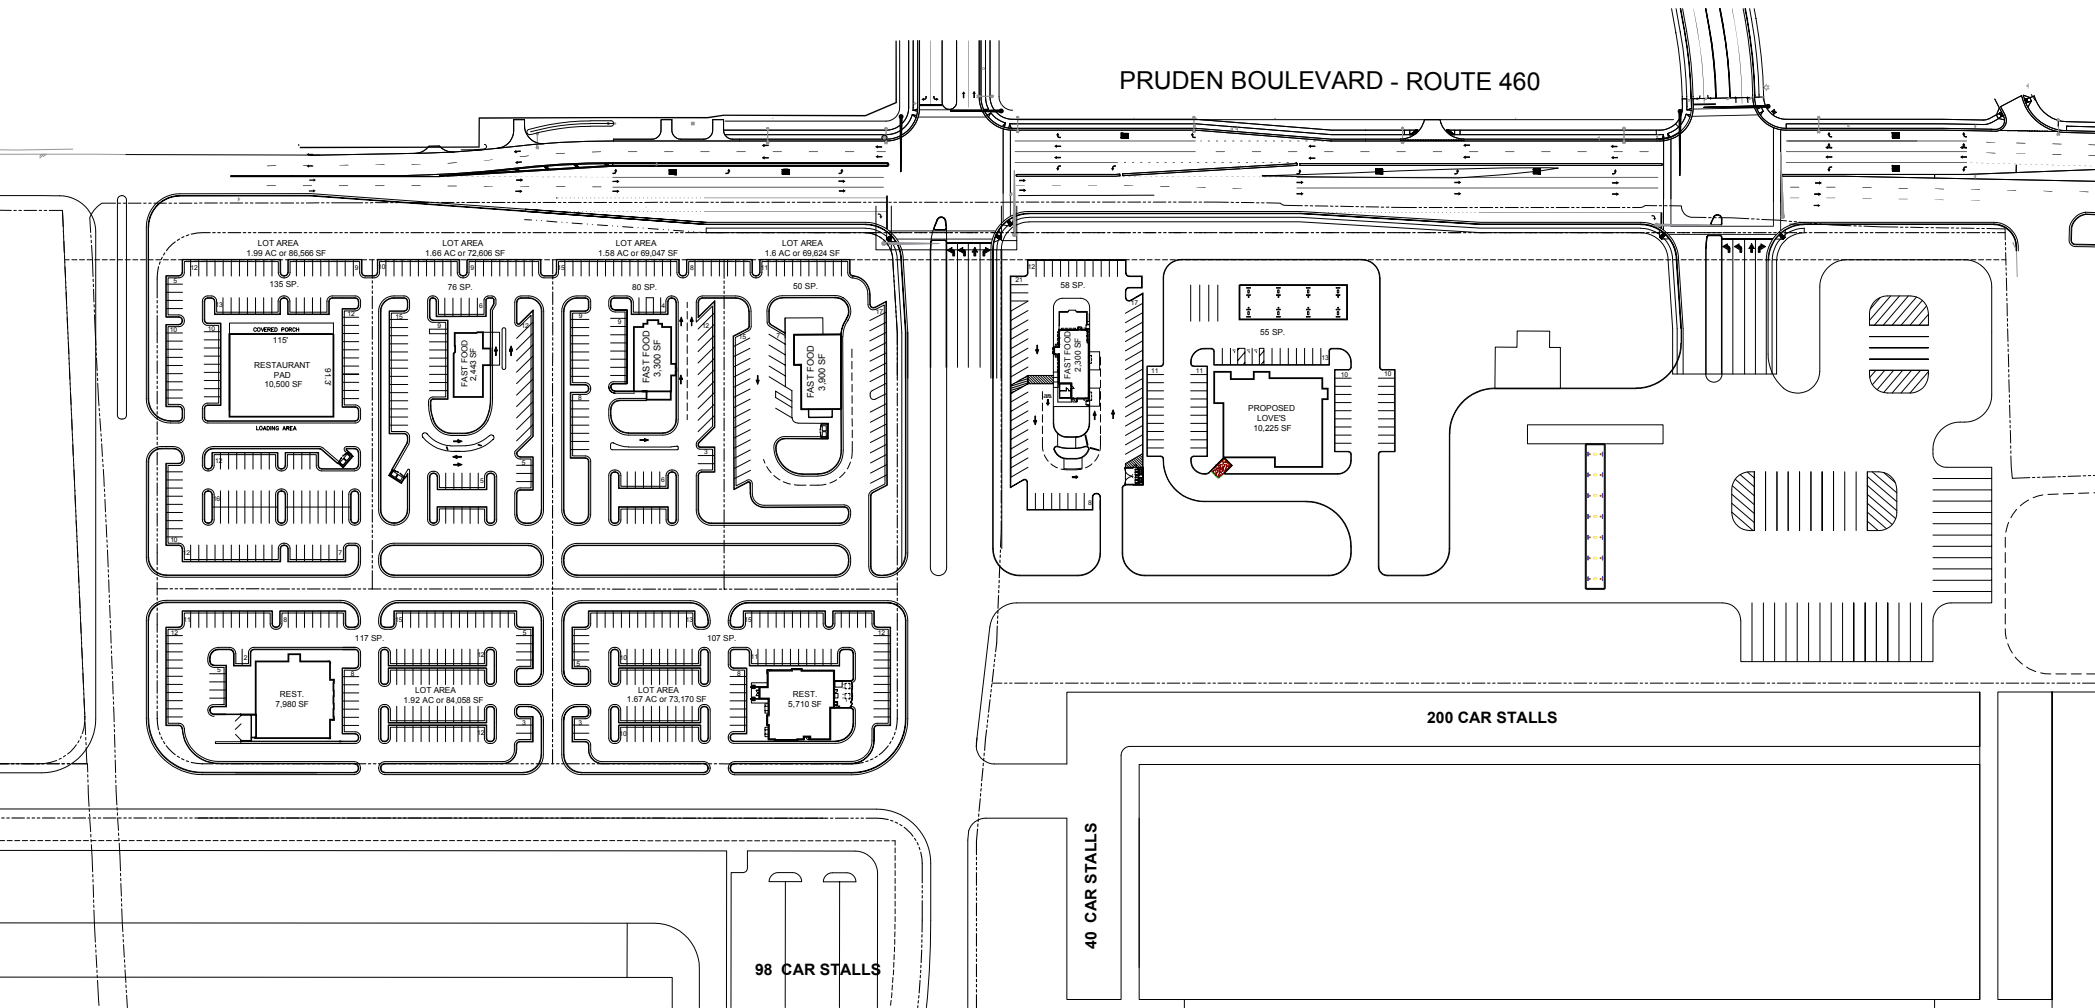 PRUDEN BOULEVARD - ROUTE 460
LOT AREA
1.99 AC or 86,566 SF
135 SP.
LOT AREA
1.66 AC or 72,606 SF
76 SP.
LOT AREA
1.58 AC or 69,047 SF
80 SP.
LOT AREA
1.6 AC or 69,624 SF
50 SP.
58 SP.
55 SP.
COVERED PORCH
115'
RESTAURANT
PAD
10,500 SF
91.3'
LOADING AREA
FAST FOOD
2,443 SF
FAST FOOD
3,300 SF
FAST FOOD
3,900 SF
FAST FOOD
2,300 SF
PROPOSED
LOVE'S
10,225 SF
117 SP.
107 SP.
REST.
7,980 SF
LOT AREA
1.92 AC or 84,058 SF
LOT AREA
1.67 AC or 73,170 SF
REST.
5,710 SF
200 CAR STALLS
40 CAR STALLS
98 CAR STALLS